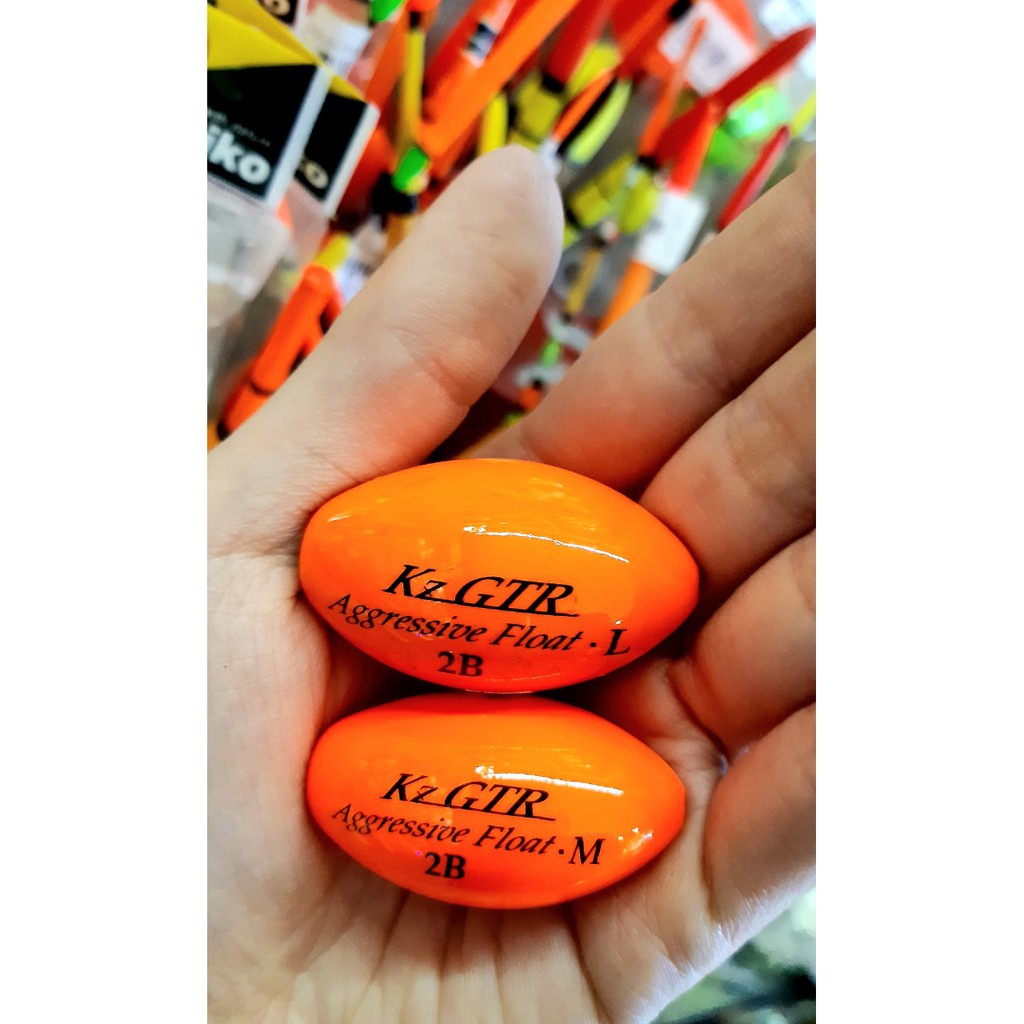 iko
Kz GTR
Aggressive Float · L
2B
Kz GTR
Aggressive Float · M
2B